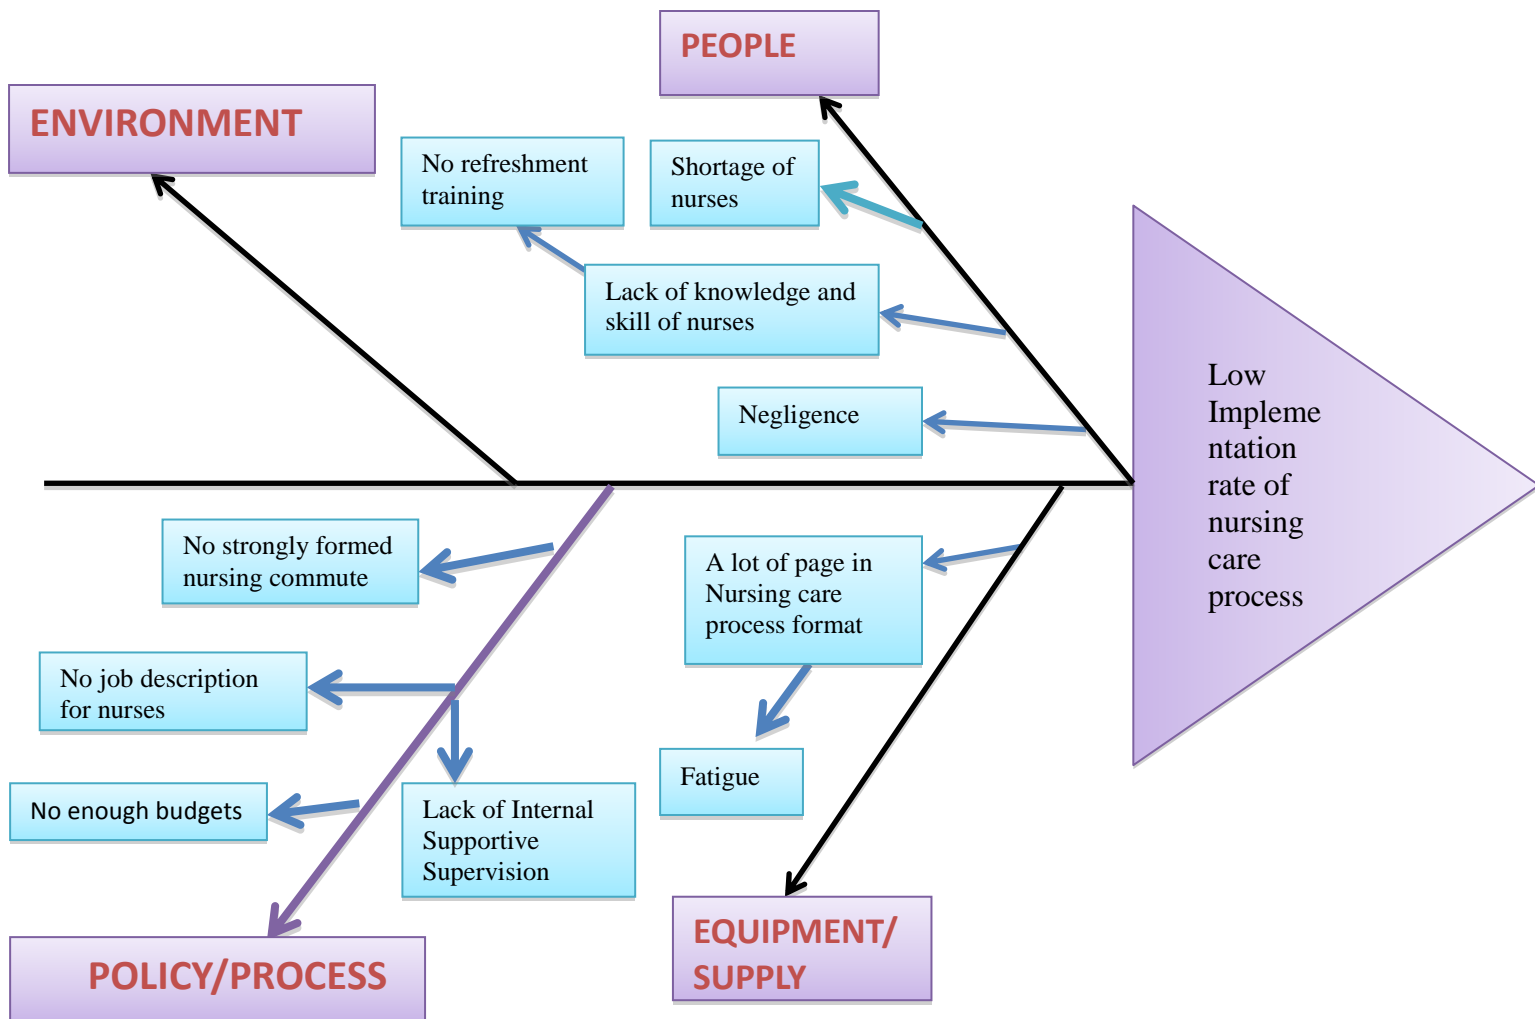 PEOPLE
ENVIRONMENT
No refreshment
training
Shortage of
nurses
Lack of knowledge and
skill of nurses
Negligence
Low
Impleme
ntation
rate of
nursing
care
process
No strongly formed
nursing commute
A lot of page in
Nursing care
process format
No job description
for nurses
Fatigue
No enough budgets
Lack of Internal
Supportive
Supervision
EQUIPMENT/
SUPPLY
POLICY/PROCESS